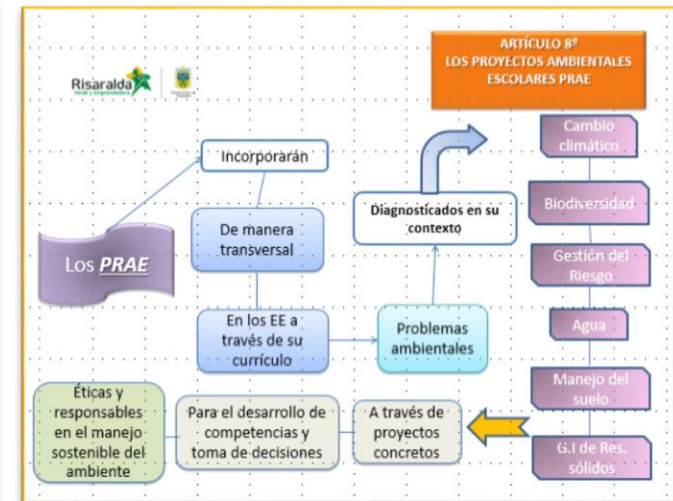 ARTÍCULO 8º
LOS PROYECTOS AMBIENTALES
ESCOLARES PRAE
Risaralda
Los PRAE
Incorporarán
De manera
transversal
En los EE a
través de su
currículo
Problemas
ambientales
Diagnosticados en su
contexto
Cambio
climático
Biodiversidad
Gestión del
Riesgo
Agua
Manejo del
suelo
G.I de Res.
sólidos
A través de
proyectos
concretos
Para el desarrollo de
competencias y
toma de decisiones
Éticas y
responsables
en el manejo
sostenible del
ambiente